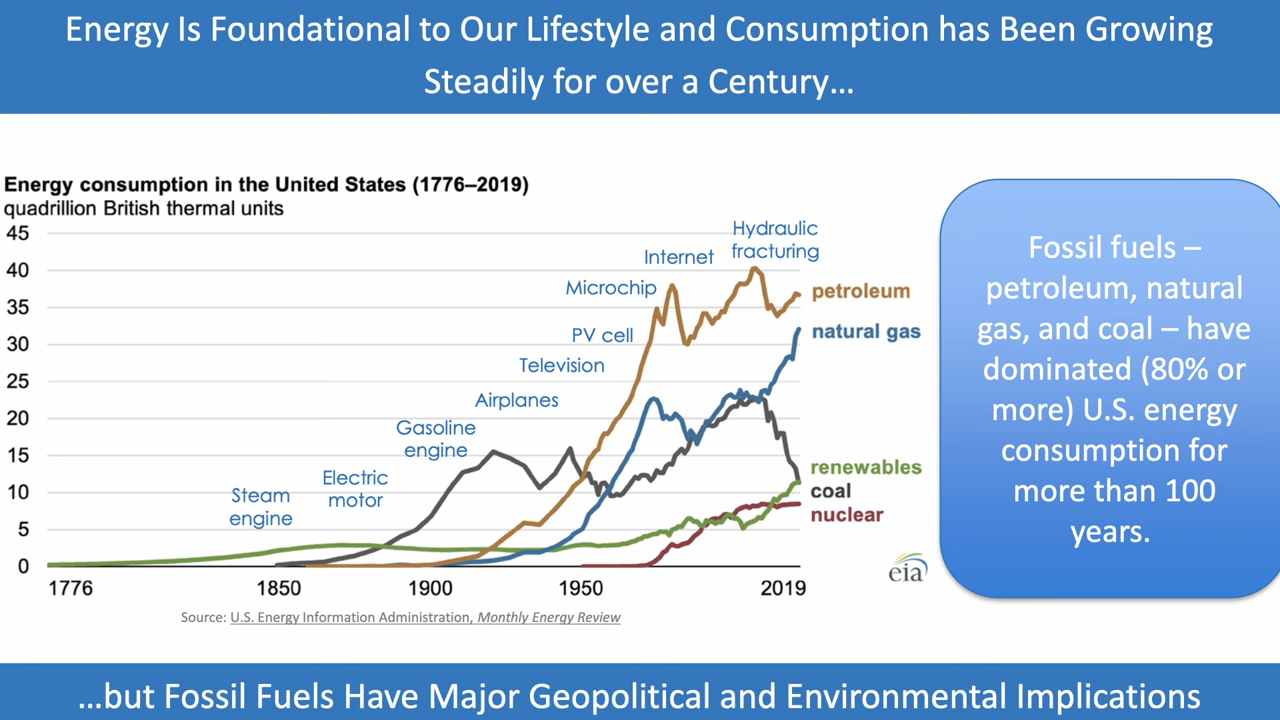 Energy Is Foundational to Our Lifestyle and Consumption has Been Growing
Steadily for over a Century...
Energy consumption in the United States (1776–2019)
quadrillion British thermal units
45
40
35
30
25
20
15
10
5
0
1776
1850
1900
1950
2019
Steam
engine
Electric
motor
Gasoline
engine
Airplanes
Television
PV cell
Microchip
Internet
Hydraulic
fracturing
petroleum
natural gas
renewables
coal
nuclear
eia
Source: U.S. Energy Information Administration, Monthly Energy Review
Fossil fuels –
petroleum, natural
gas, and coal – have
dominated (80% or
more) U.S. energy
consumption for
more than 100
years.
...but Fossil Fuels Have Major Geopolitical and Environmental Implications